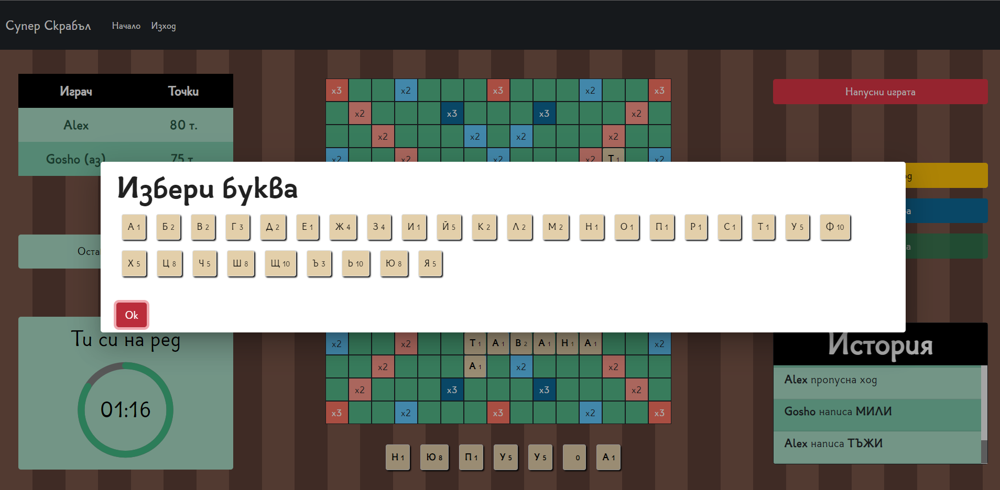 Супер Скрабъл Начало Изход
Играч Точки
Alex 80 т.
Gosho (аз) 75 т
Напусни играта
x3 x2 x3 x2 x3
x2 x3 x3 x2
x2 x2 x2 x2
x2 x2 x2 x2 Т 1 x2
Избери буква
А 1 Б 2 В 2 Г 3 Д 2 Е 1 Ж 4 З 4 И 1 Й 5 К 2 Л 2 М 2 Н 1 О 1 П 1 Р 1 С 1 Т 1 У 5 Ф 10
Х 5 Ц 8 Ч 5 Ш 8 Щ 10 Ъ 3 Ь 10 Ю 8 Я 5
Ok
Ти си на ред
01:16
x2 x2 Т 1 А 1 В 2 А 1 Н 1 А 1 x2
x2 А 1 x2 x2
x2 x3 x3 x2
x3 x2 x3 x2 x3
Н 1 Ю 8 П 1 У 5 У 5 0 А 1
История
Alex пропусна ход
Gosho написа МИЛИ
Alex написа ТЪЖИ